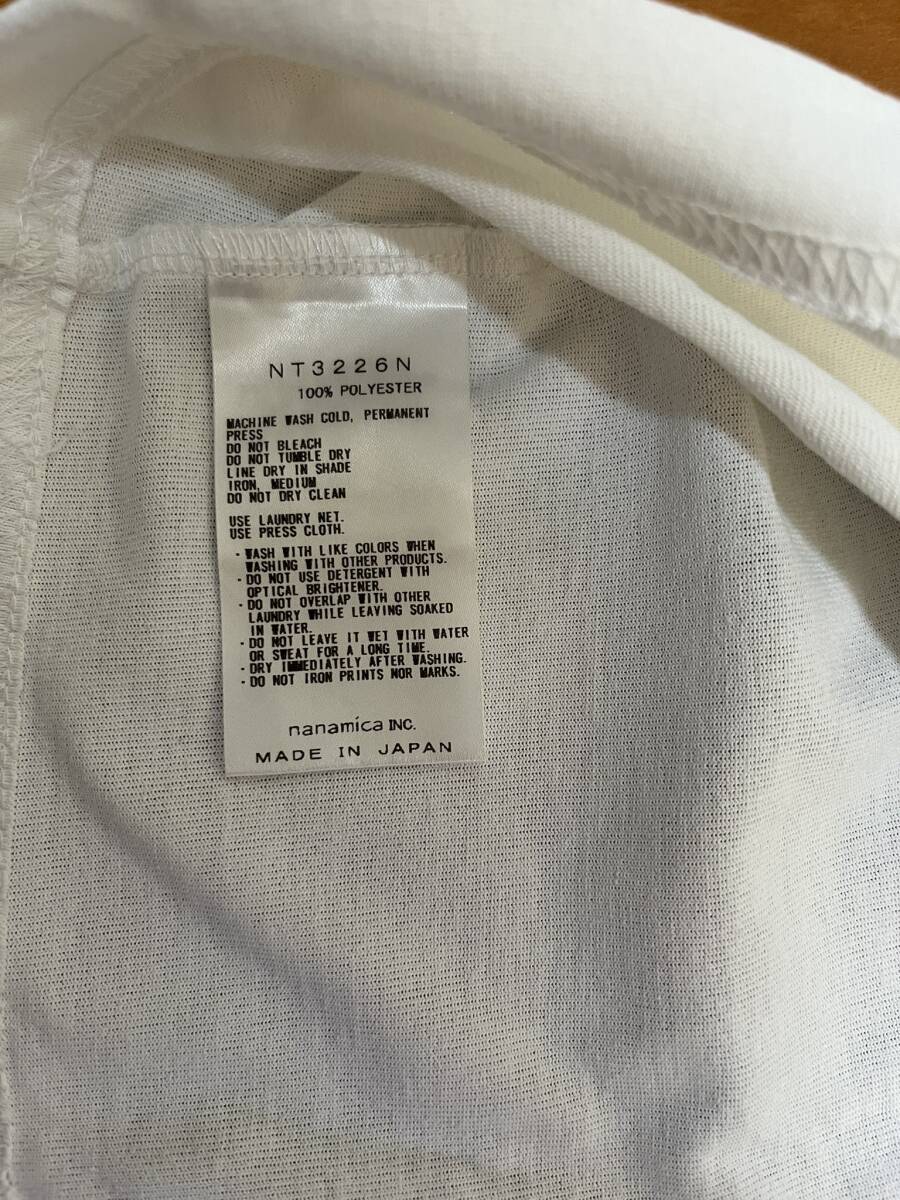 NT3226N
100% POLYESTER
MACHINE WASH COLD, PERMANENT
PRESS
DO NOT BLEACH
DO NOT TUMBLE DRY
LINE DRY IN SHADE
IRON, MEDIUM
DO NOT DRY CLEAN
USE LAUNDRY NET.
USE PRESS CLOTH.
・WASH WITH LIKE COLORS WHEN
WASHING WITH OTHER PRODUCTS.
・DO NOT USE DETERGENT WITH
OPTICAL BRIGHTENER.
・DO NOT OVERLAP WITH OTHER
LAUNDRY WHILE LEAVING SOAKED
IN WATER.
・DO NOT LEAVE IT WET WITH WATER
OR SWEAT FOR A LONG TIME.
・DRY IMMEDIATELY AFTER WASHING.
・DO NOT IRON PRINTS NOR MARKS.
nanamica INC.
MADE IN JAPAN